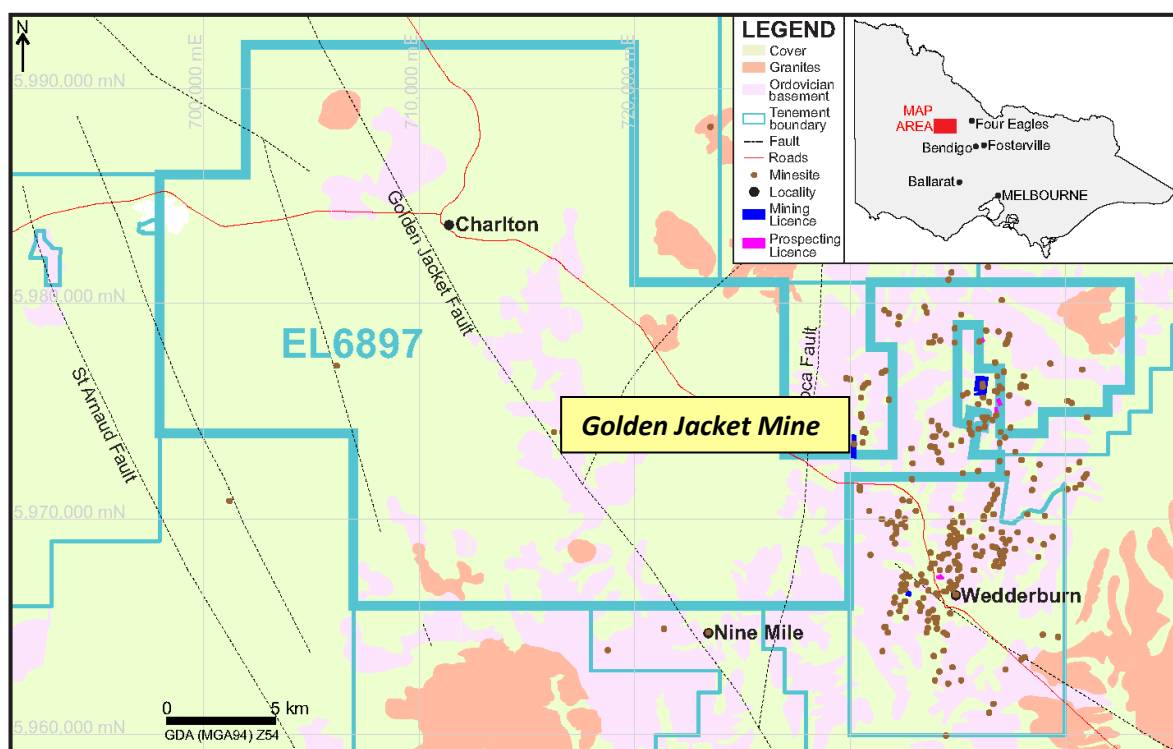 N
5,990,000 mN
5,980,000 mN
5,970,000 mN
5,960,000 mN
700,000 mE
710,000 mE
720,000 mE
LEGEND
Cover
Granites
Ordovician
basement
Tenement
boundary
Fault
Roads
Minesite
Locality
Mining
Licence
Prospecting
Licence
MAP
AREA
Four Eagles
Bendigo
Fosterville
Ballarat
MELBOURNE
Charlton
Golden Jacket Fault
EL6897
St Arnaud Fault
oca Fault
Golden Jacket Mine
Wedderburn
Nine Mile
0
5 km
GDA (MGA94) Z54